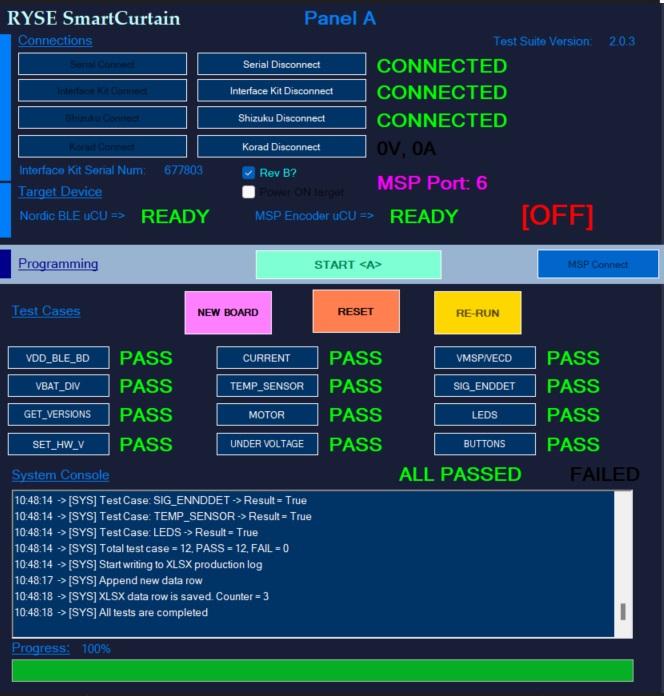 RYSE SmartCurtain
Panel A
Connections
Test Suite Version: 2.0.3
Serial Connect
Serial Disconnect
CONNECTED
Interface Kit Connect
Interface Kit Disconnect
CONNECTED
Shizuku Connect
Shizuku Disconnect
CONNECTED
Korad Connect
Korad Disconnect
0V, 0A
Interface Kit Serial Num: 677803
Rev B?
MSP Port: 6
Target Device
Power ON target
Nordic BLE uCU => READY
MSP Encoder uCU => READY
[OFF]
Programming
START <A>
MSP Connect
Test Cases
NEW BOARD
RESET
RE-RUN
VDD_BLE_BD PASS
CURRENT PASS
VMSP/VECD PASS
VBAT_DIV PASS
TEMP_SENSOR PASS
SIG_ENDDET PASS
GET_VERSIONS PASS
MOTOR PASS
LEDS PASS
SET_HW_V PASS
UNDER VOLTAGE PASS
BUTTONS PASS
System Console
ALL PASSED
FAILED
10:48:14 -> [SYS] Test Case: SIG_ENNDDET -> Result = True
10:48:14 -> [SYS] Test Case: TEMP_SENSOR -> Result = True
10:48:14 -> [SYS] Test Case: LEDS -> Result = True
10:48:14 -> [SYS] Total test case = 12, PASS = 12, FAIL = 0
10:48:14 -> [SYS] Start writing to XLSX production log
10:48:17 -> [SYS] Append new data row
10:48:18 -> [SYS] XLSX data row is saved. Counter = 3
10:48:18 -> [SYS] All tests are completed
Progress: 100%